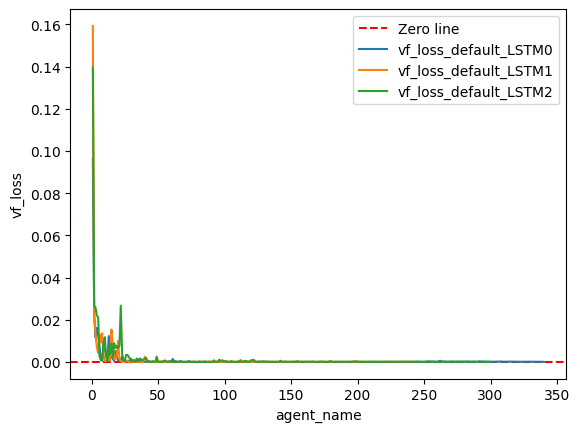 0.16
0.14
0.12
0.10
0.08
0.06
0.04
0.02
0.00
vf_loss
Zero line
vf_loss_default_LSTM0
vf_loss_default_LSTM1
vf_loss_default_LSTM2
0 50 100 150 200 250 300 350
agent_name